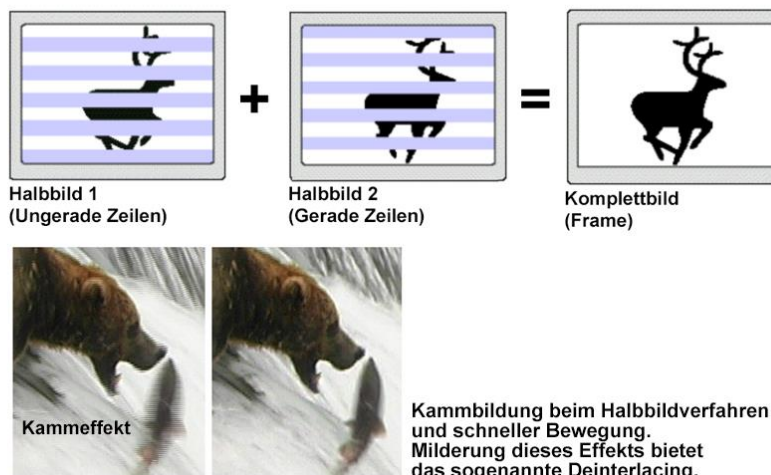 Halbbild 1
(Ungerade Zeilen)
+
Halbbild 2
(Gerade Zeilen)
=
Komplettbild
(Frame)
Kammeffekt
Kammbildung beim Halbbildverfahren
und schneller Bewegung.
Milderung dieses Effekts bietet
das sogenannte Deinterlacing.